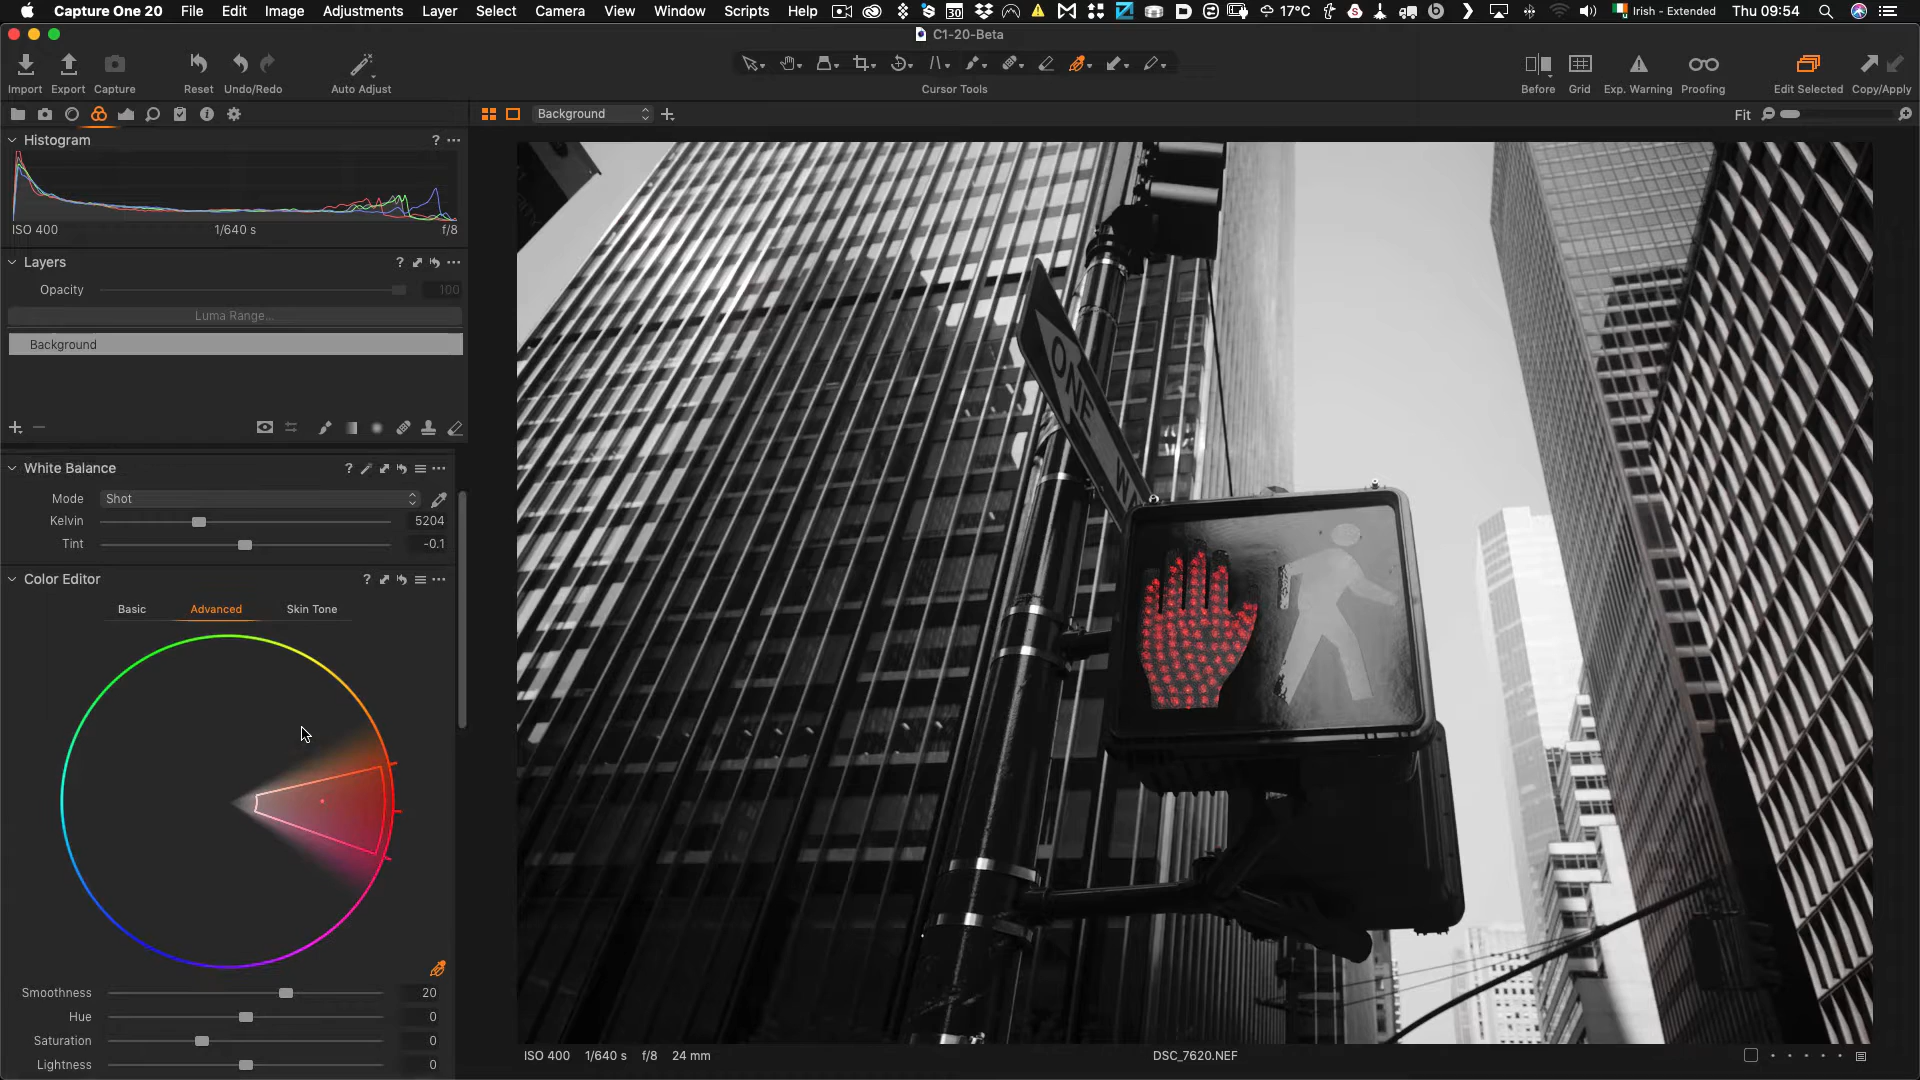 Capture One 20 File Edit Image Adjustments Layer Select Camera View Window Scripts Help 30 17°C Irish - Extended Thu 09:54
C1-20-Beta
Import Export Capture Reset Undo/Redo Auto Adjust Cursor Tools Before Grid Exp. Warning Proofing Edit Selected Copy/Apply
Background Fit
Histogram ?
ISO 400 1/640 s f/8
Layers ?
Opacity 100
Luma Range...
Background
White Balance ?
Mode Shot
Kelvin 5204
Tint -0.1
Color Editor ?
Basic Advanced Skin Tone
Smoothness 20
Hue 0
Saturation 0
Lightness 0
ONE
ISO 400 1/640 s f/8 24 mm DSC_7620.NEF